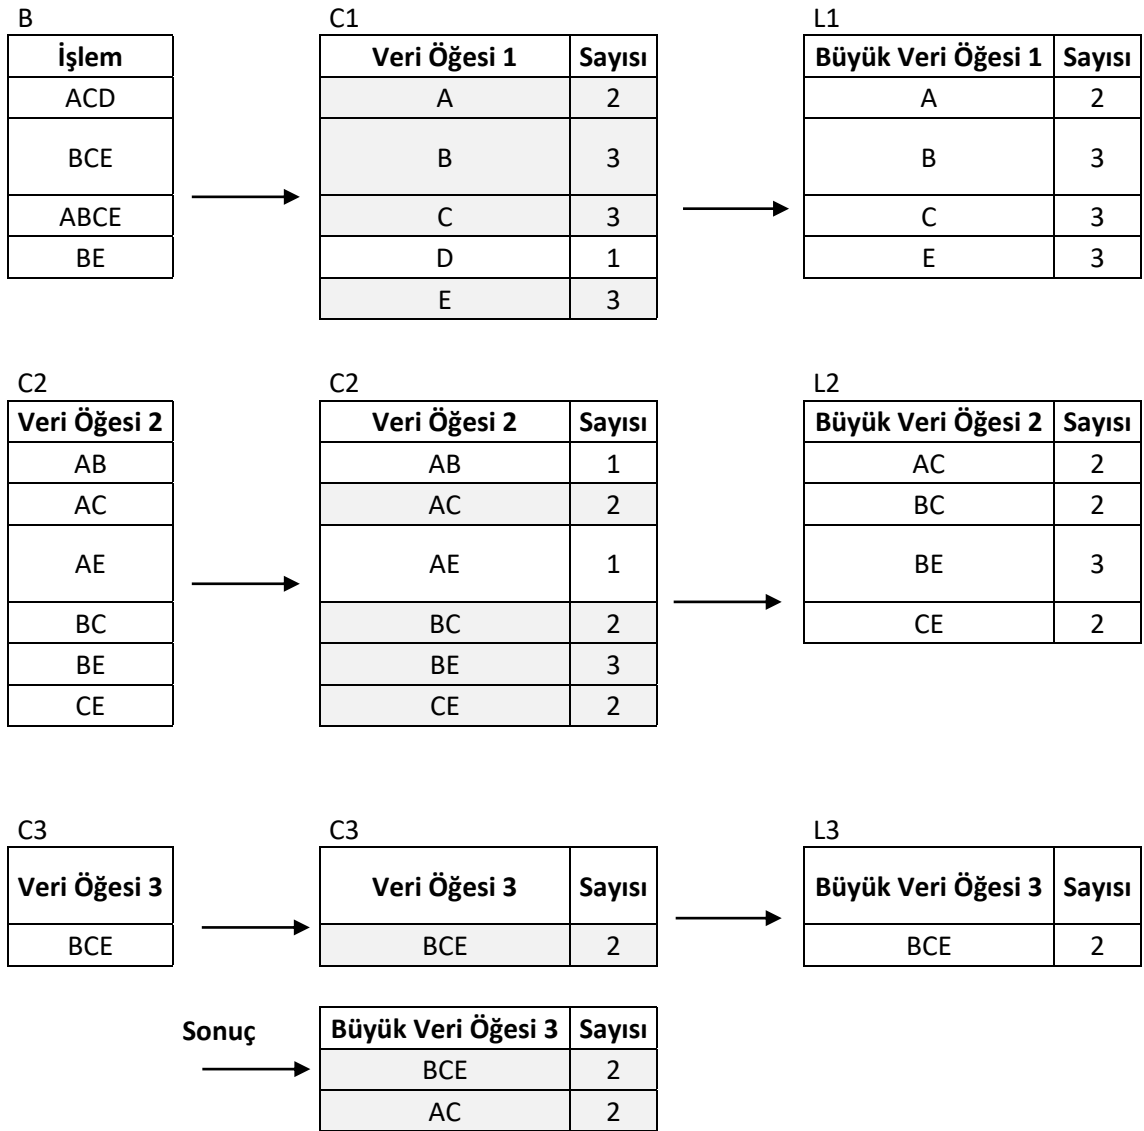 B
İşlem
ACD
BCE
ABCE
BE
C1
Veri Öğesi 1 Sayısı
A 2
B 3
C 3
D 1
E 3
L1
Büyük Veri Öğesi 1 Sayısı
A 2
B 3
C 3
E 3
C2
Veri Öğesi 2
AB
AC
AE
BC
BE
CE
C2
Veri Öğesi 2 Sayısı
AB 1
AC 2
AE 1
BC 2
BE 3
CE 2
L2
Büyük Veri Öğesi 2 Sayısı
AC 2
BC 2
BE 3
CE 2
C3
Veri Öğesi 3
BCE
C3
Veri Öğesi 3 Sayısı
BCE 2
L3
Büyük Veri Öğesi 3 Sayısı
BCE 2
Sonuç
Büyük Veri Öğesi 3 Sayısı
BCE 2
AC 2